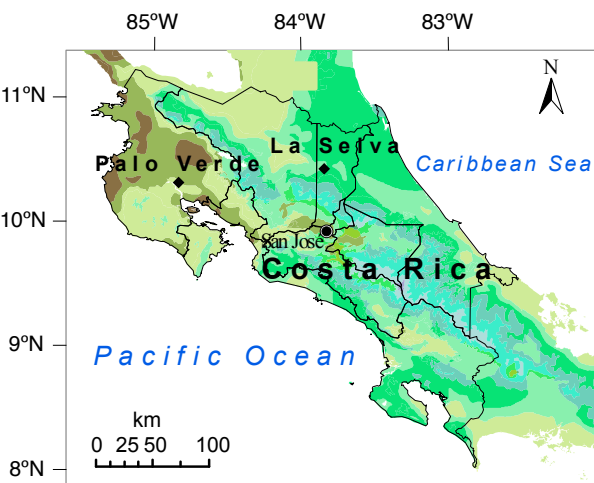 85ºW 84ºW 83ºW
11ºN
N
La Selva
Palo Verde
Caribbean Sea
10ºN
San José
Costa Rica
9ºN
Pacific Ocean
km
0 25 50 100
8ºN